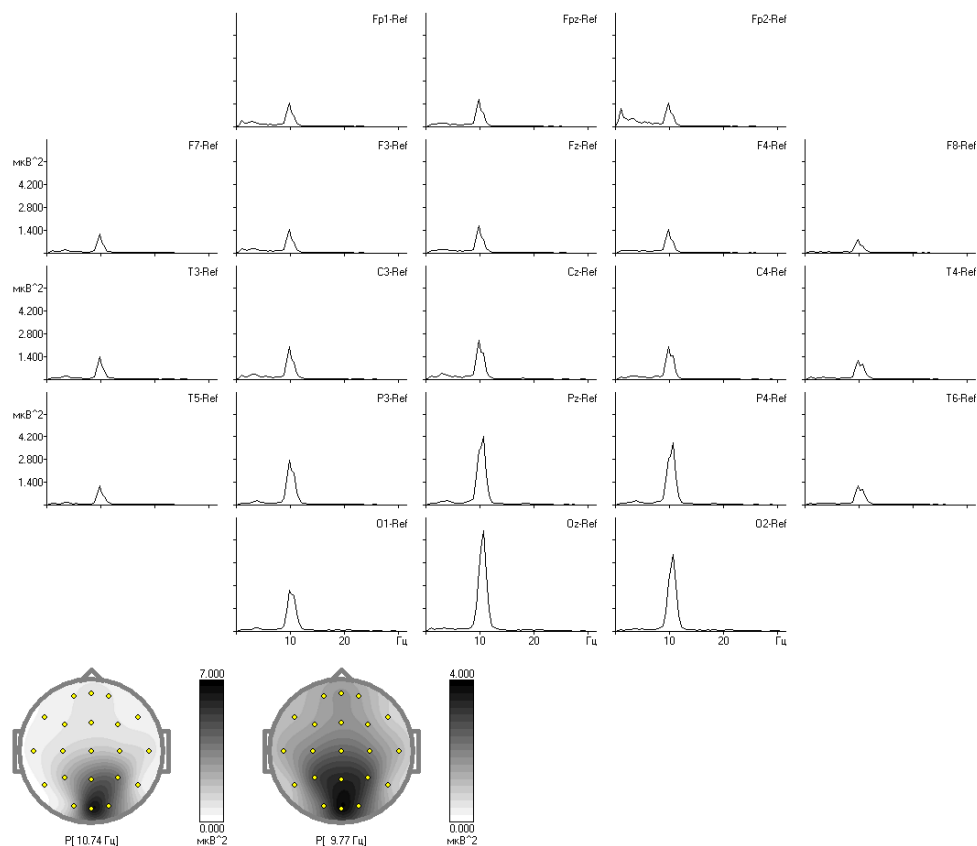 Fp1-Ref Fpz-Ref Fp2-Ref
F7-Ref F3-Ref Fz-Ref F4-Ref F8-Ref
мкВ^2
4.200
2.800
1.400
T3-Ref C3-Ref Cz-Ref C4-Ref T4-Ref
мкВ^2
4.200
2.800
1.400
T5-Ref P3-Ref Pz-Ref P4-Ref T6-Ref
мкВ^2
4.200
2.800
1.400
O1-Ref Oz-Ref O2-Ref
10 20 Гц 10 20 Гц 10 20 Гц
7.000 4.000
0.000 0.000
P[ 10.74 Гц] мкВ^2 P[ 9.77 Гц] мкВ^2